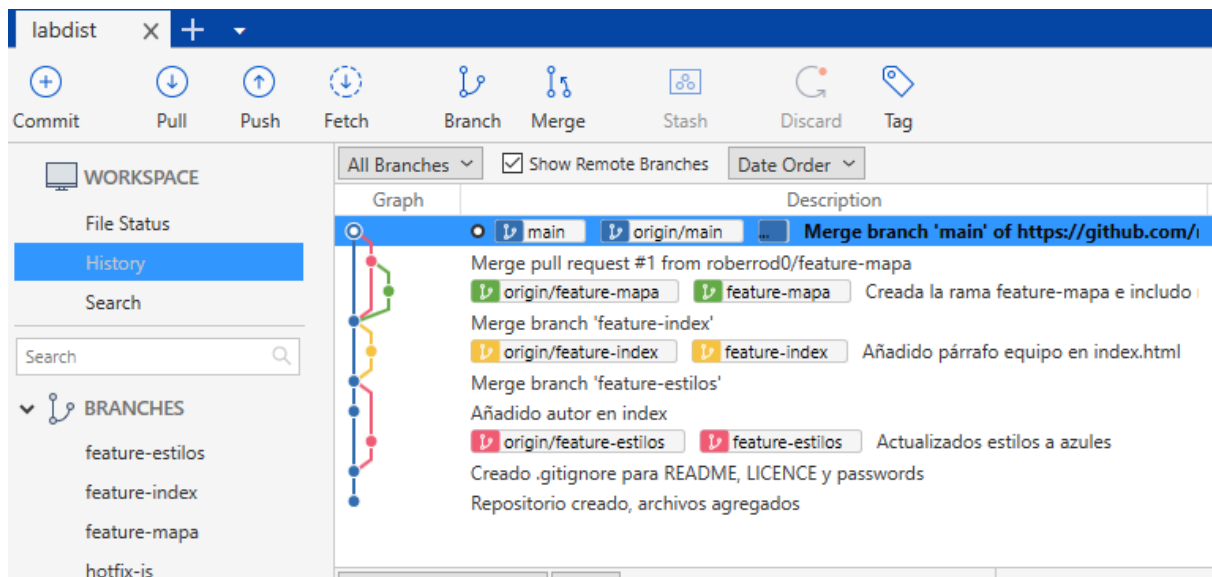 labdist
Commit Pull Push Fetch Branch Merge Stash Discard Tag
WORKSPACE
File Status
History
Search
Search
BRANCHES
feature-estilos
feature-index
feature-mapa
hotfix-js
All Branches Show Remote Branches Date Order
Graph Description
main origin/main ... Merge branch 'main' of https://github.com/
Merge pull request #1 from roberrod0/feature-mapa
origin/feature-mapa feature-mapa Creada la rama feature-mapa e includo
Merge branch 'feature-index'
origin/feature-index feature-index Añadido párrafo equipo en index.html
Merge branch 'feature-estilos'
Añadido autor en index
origin/feature-estilos feature-estilos Actualizados estilos a azules
Creado .gitignore para README, LICENCE y passwords
Repositorio creado, archivos agregados